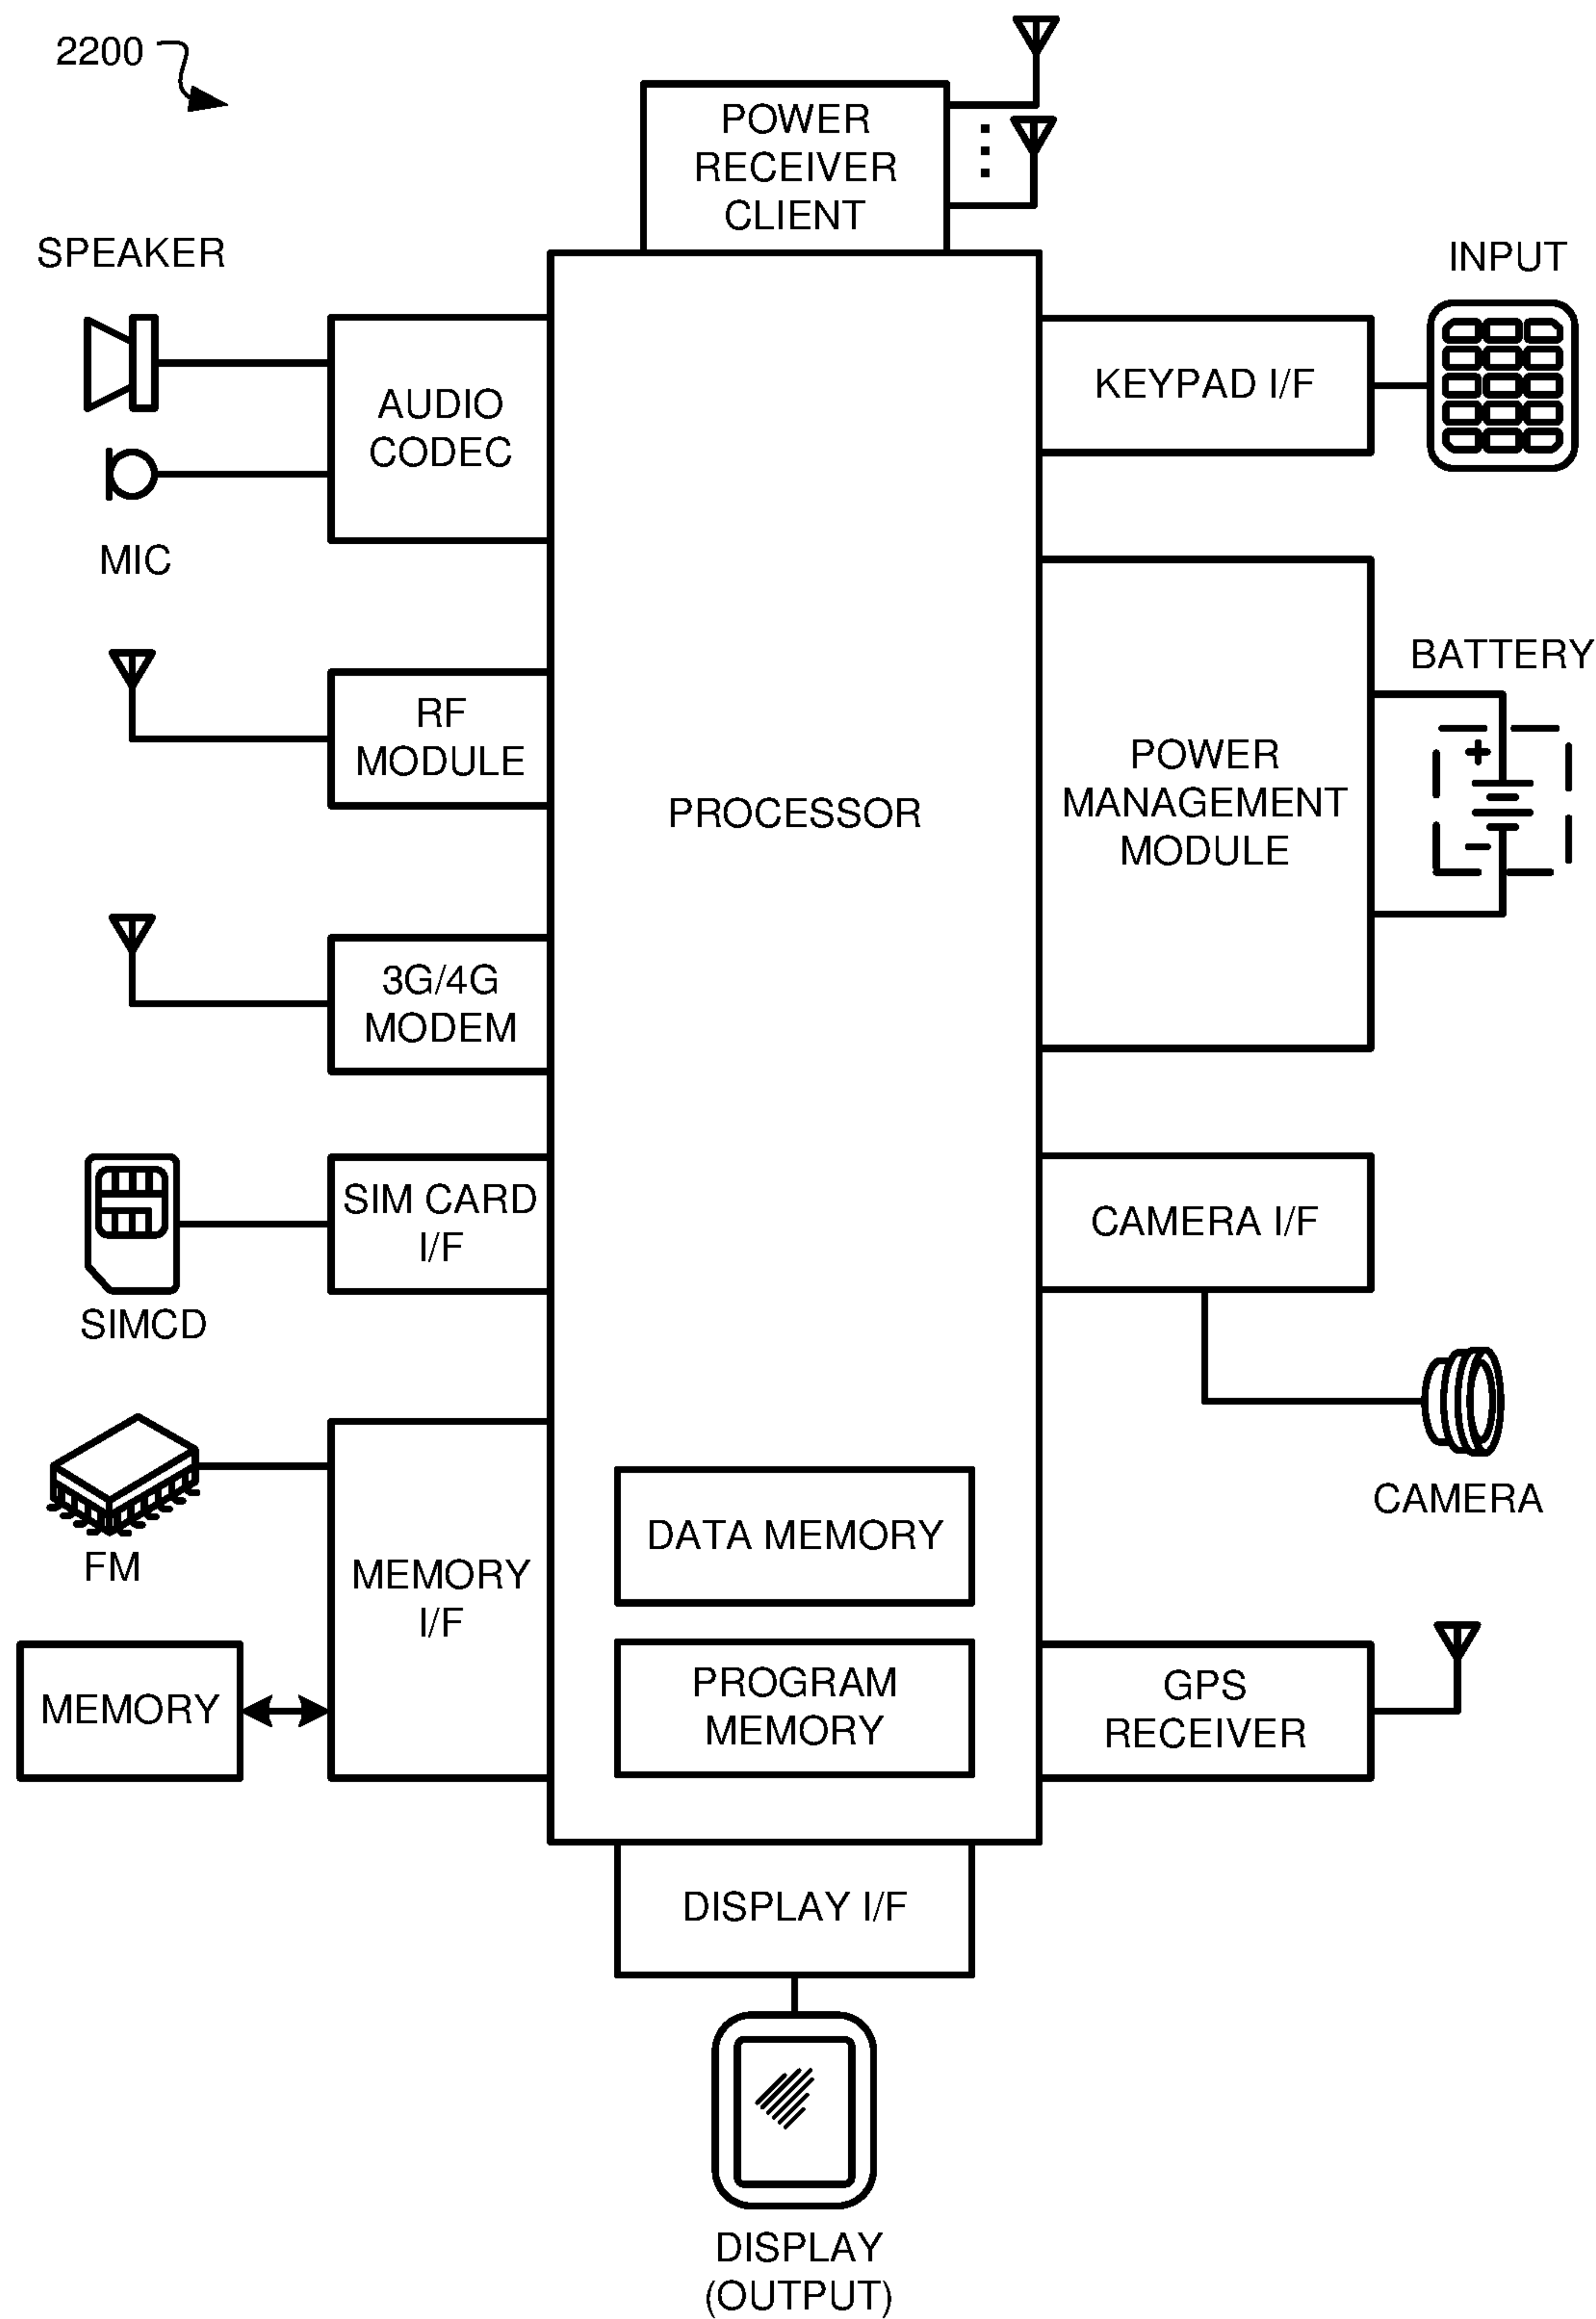 2200
POWER
RECEIVER
CLIENT
SPEAKER
INPUT
AUDIO
CODEC
KEYPAD I/F
MIC
BATTERY
RF
MODULE
PROCESSOR
POWER
MANAGEMENT
MODULE
+
-
3G/4G
MODEM
SIM CARD
I/F
CAMERA I/F
SIMCD
CAMERA
FM
MEMORY
I/F
DATA MEMORY
MEMORY
PROGRAM
MEMORY
GPS
RECEIVER
DISPLAY I/F
DISPLAY
(OUTPUT)